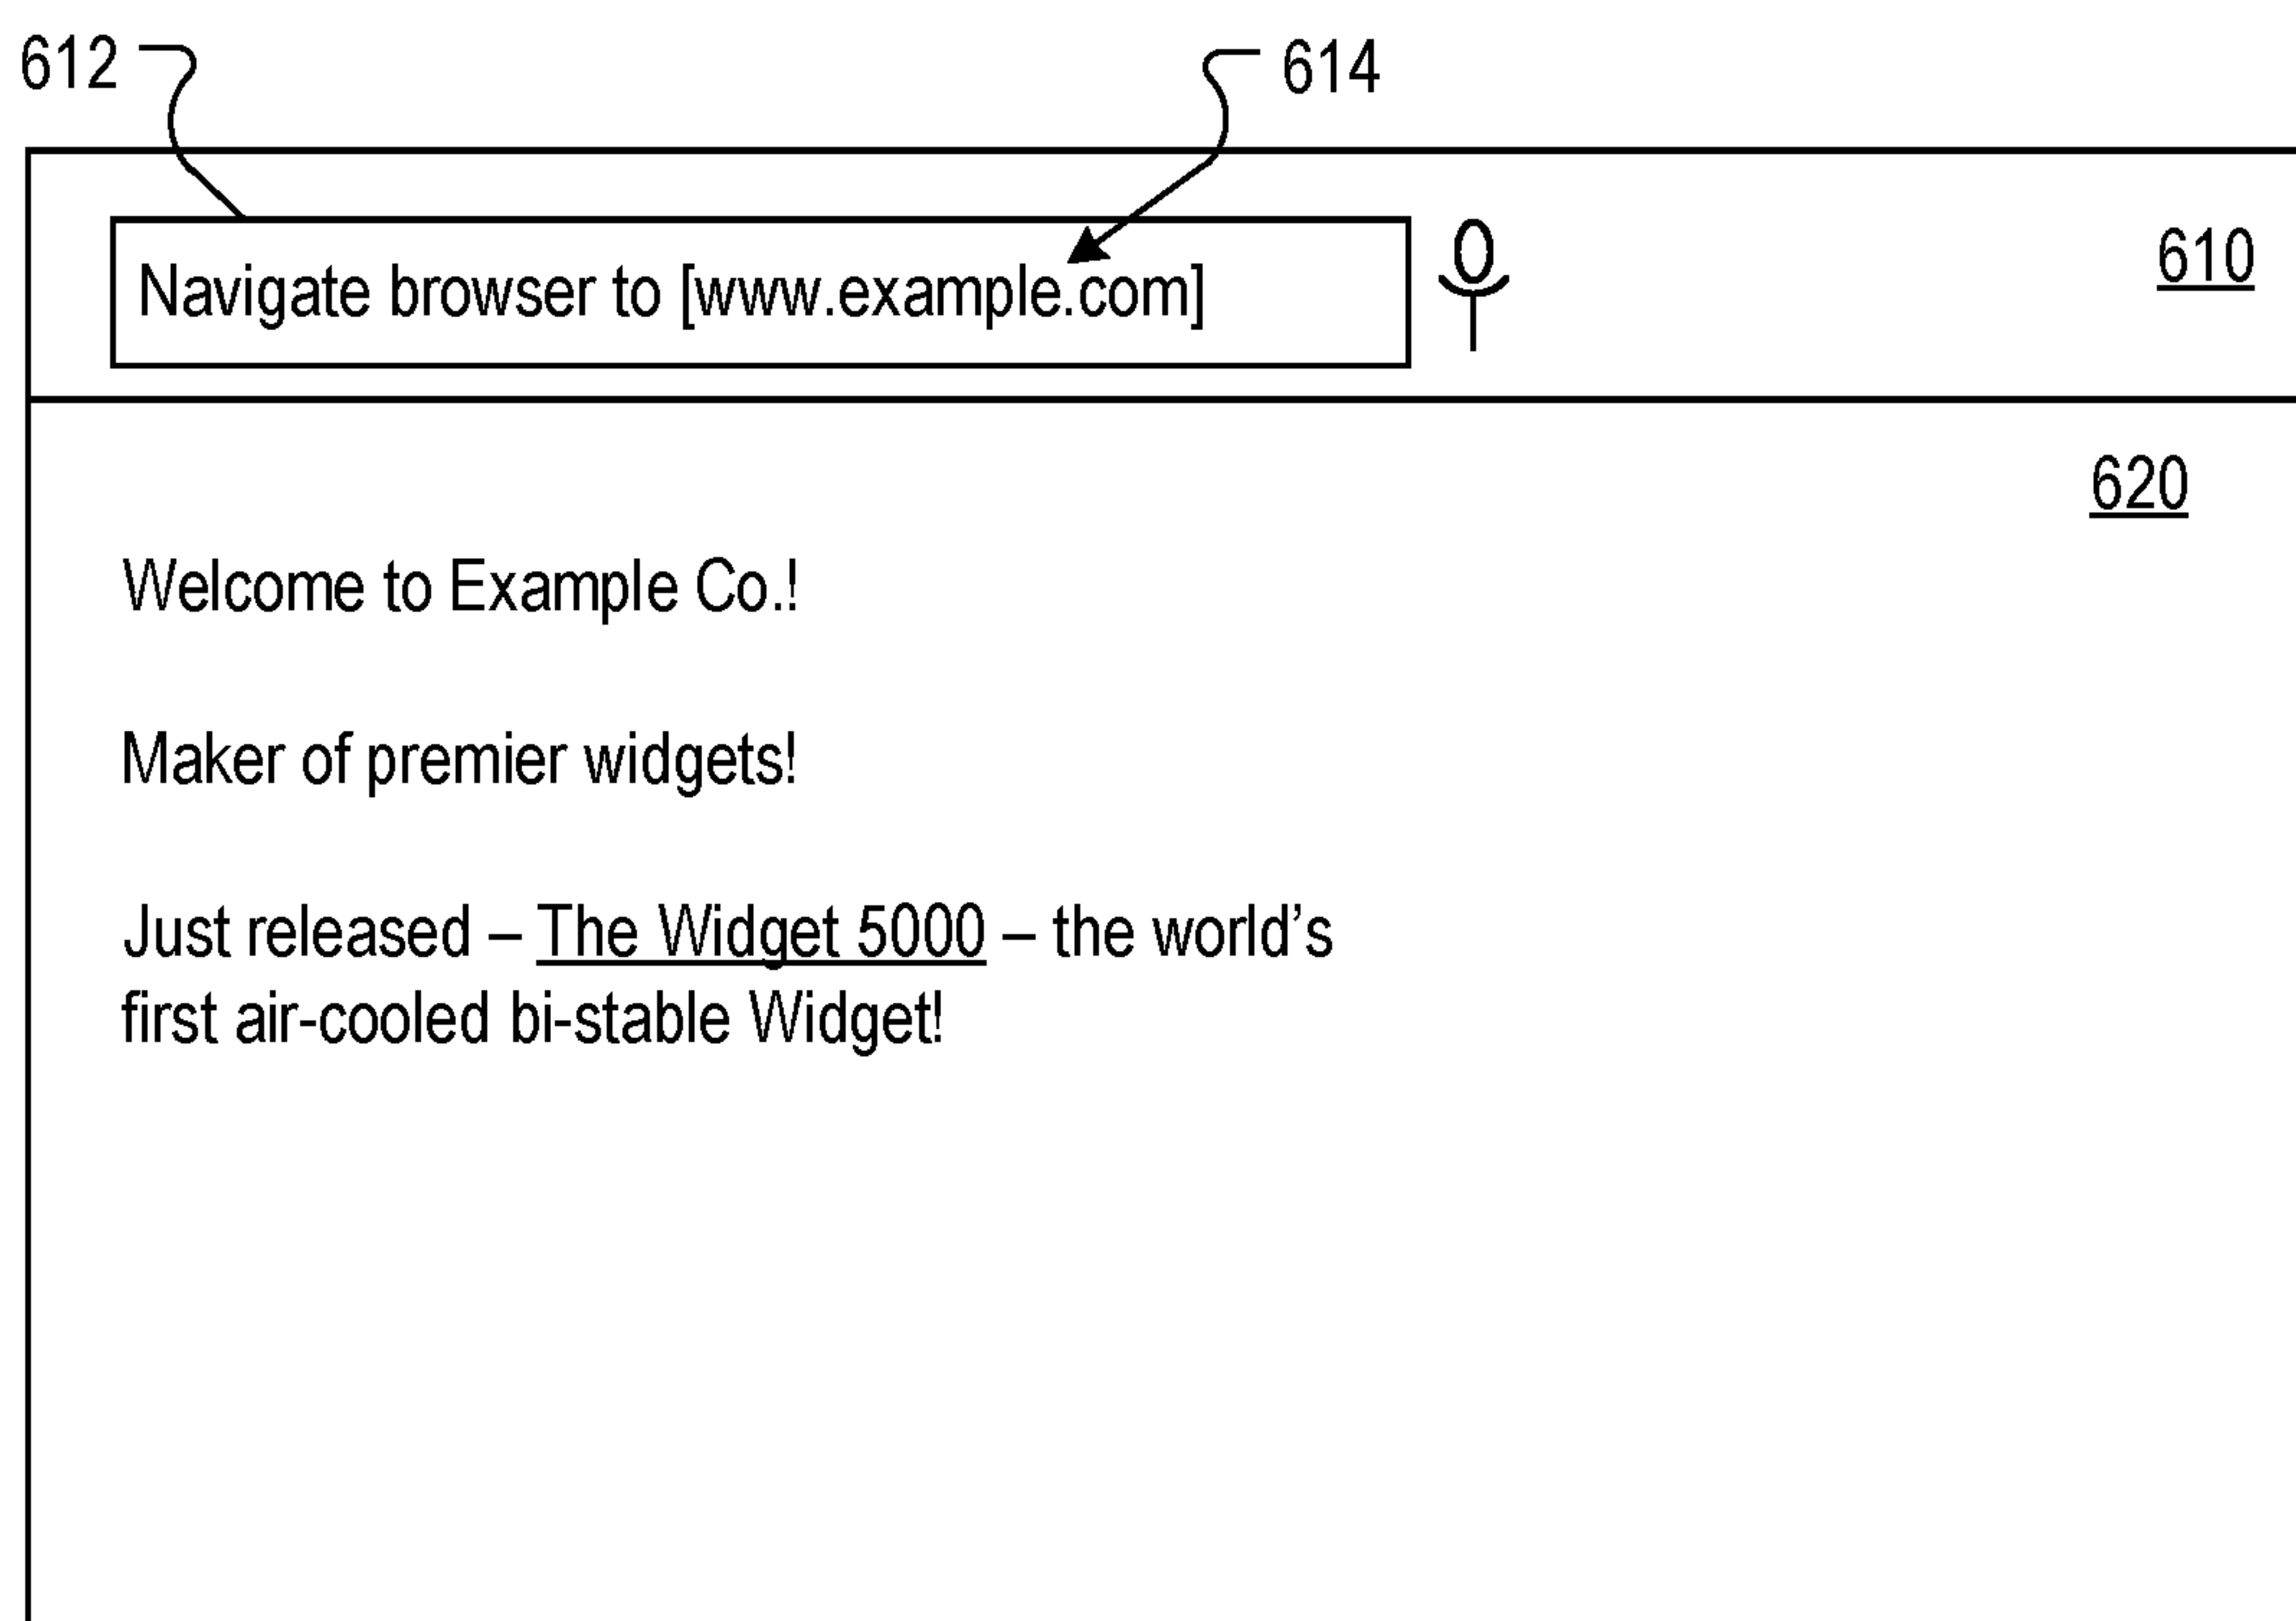 612
614
Navigate browser to [www.example.com]
610
620
Welcome to Example Co.!
Maker of premier widgets!
Just released – The Widget 5000 – the world’s
first air-cooled bi-stable Widget!